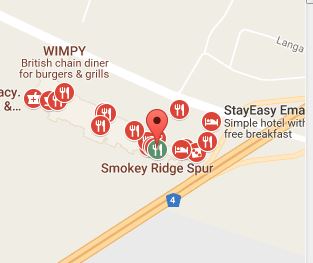 Langa
WIMPY
British chain diner
for burgers & grills
acy.
&...
StayEasy Ema
Simple hotel with
free breakfast
Smokey Ridge Spur
4